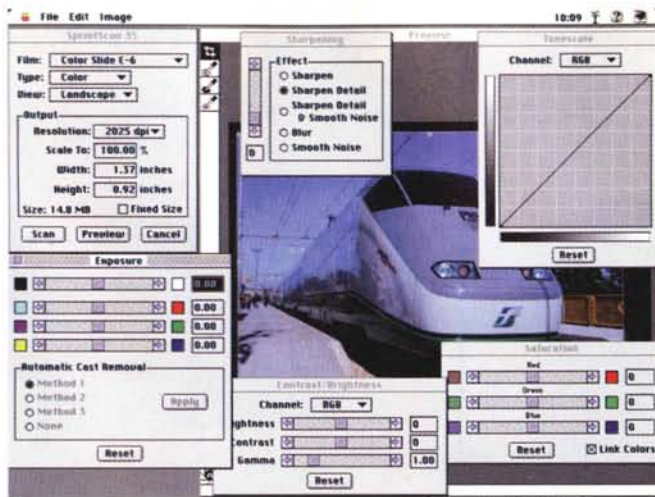 File Edit Image 10:09
SprintScan 35
Film: Color Slide E-6
Type: Color
View: Landscape
Output
Resolution: 2025 dpi
Scale To: 100.00 %
Width: 1.37 inches
Height: 0.92 inches
Size: 14.8 MB Fixed Size
Scan Preview Cancel
Exposure
0.00
0.00
0.00
0.00
Automatic Cast Removal
Method 1
Method 2
Method 3
None
Apply
Reset
Sharpening
Effect
Sharpen
Sharpen Detail
Sharpen Detail
& Smooth Noise
Blur
Smooth Noise
0
Preview
Tonescale
Channel: RGB
Reset
Contrast/Brightness
Channel: RGB
ightness 0
Contrast 0
Gamma 1.00
Reset
Saturation
Red
0
Green
0
Blue
0
Reset Link Colors